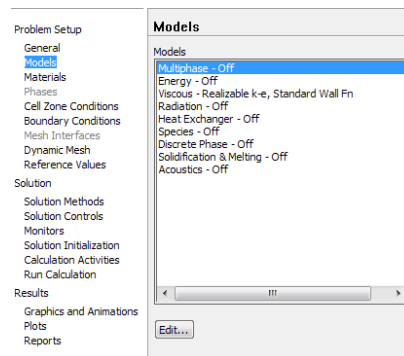 Problem Setup
General
Models
Materials
Phases
Cell Zone Conditions
Boundary Conditions
Mesh Interfaces
Dynamic Mesh
Reference Values
Solution
Solution Methods
Solution Controls
Monitors
Solution Initialization
Calculation Activities
Run Calculation
Results
Graphics and Animations
Plots
Reports
Models
Models
Multiphase - Off
Energy - Off
Viscous - Realizable k-e, Standard Wall Fn
Radiation - Off
Heat Exchanger - Off
Species - Off
Discrete Phase - Off
Solidification & Melting - Off
Acoustics - Off
Edit...